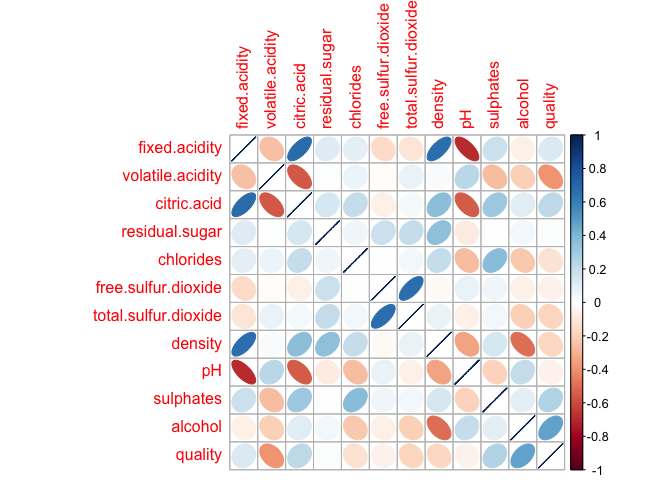 fixed.acidity
volatile.acidity
citric.acid
residual.sugar
chlorides
free.sulfur.dioxide
total.sulfur.dioxide
density
pH
sulphates
alcohol
quality
fixed.acidity
volatile.acidity
citric.acid
residual.sugar
chlorides
free.sulfur.dioxide
total.sulfur.dioxide
density
pH
sulphates
alcohol
quality
1
0.8
0.6
0.4
0.2
0
-0.2
-0.4
-0.6
-0.8
-1